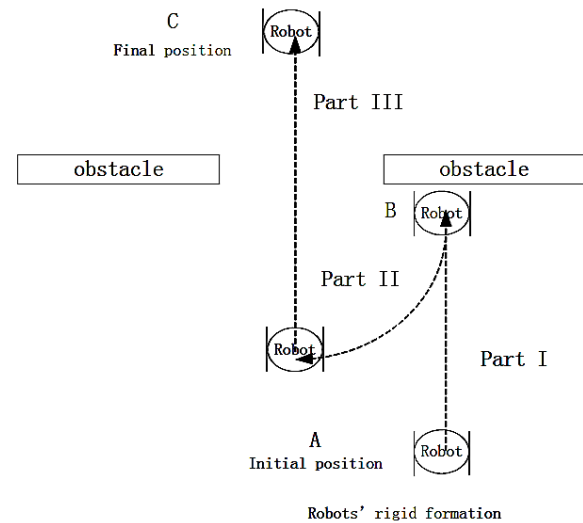 C
Robot
Final position
Part III
obstacle
obstacle
B
Robot
Part II
Robot
Part I
A
Robot
Initial position
Robots' rigid formation